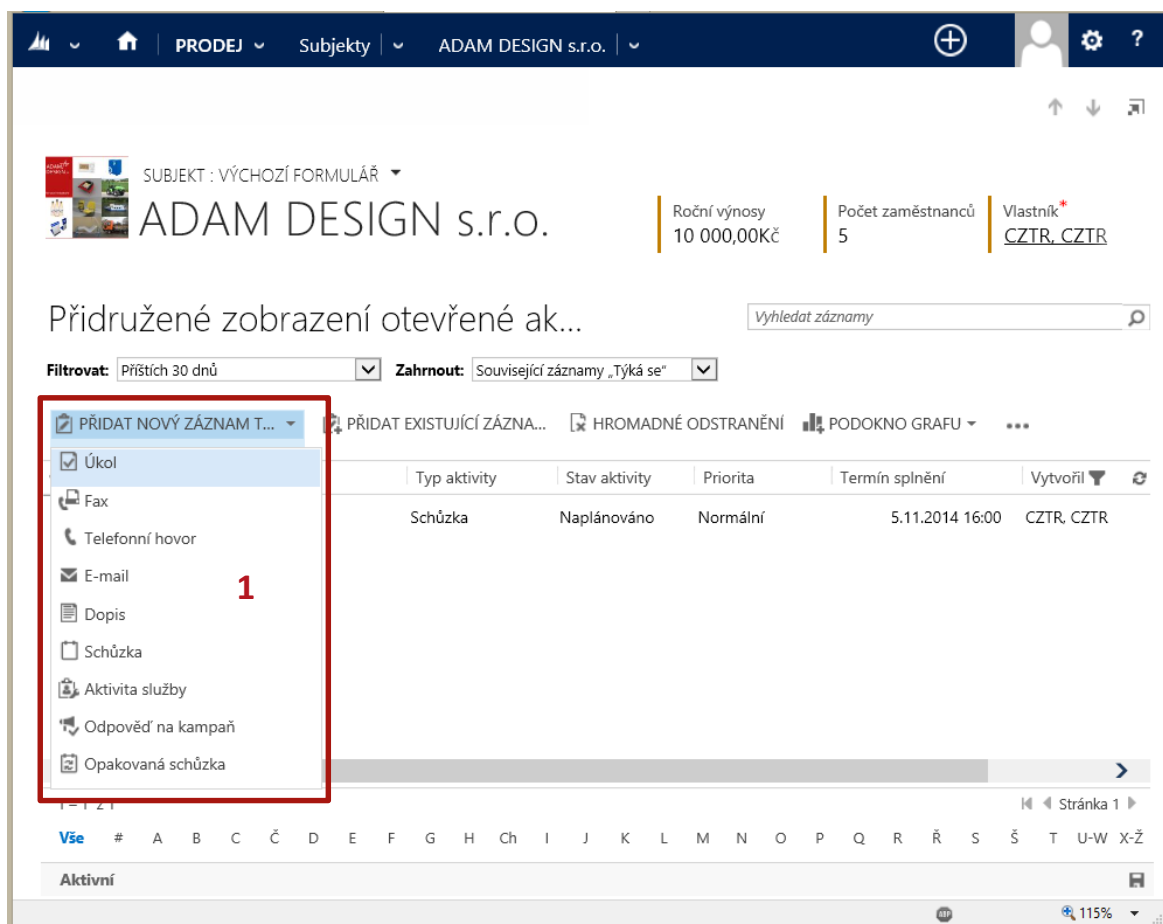 PRODEJ Subjekty ADAM DESIGN s.r.o. ?
SUBJEKT : VÝCHOZÍ FORMULÁŘ
ADAM DESIGN s.r.o.
Roční výnosy Počet zaměstnanců Vlastník*
10 000,00Kč 5 CZTR, CZTR
Přidružené zobrazení otevřené ak...
Vyhledat záznamy
Filtrovat: Příštích 30 dnů Zahrnout: Související záznamy „Týká se"
PŘIDAT NOVÝ ZÁZNAM T... PŘIDAT EXISTUJÍCÍ ZÁZNA... HROMADNÉ ODSTRANĚNÍ PODOKNO GRAFU ...
Úkol
Typ aktivity Stav aktivity Priorita Termín splnění Vytvořil
Fax
Schůzka Naplánováno Normální 5.11.2014 16:00 CZTR, CZTR
Telefonní hovor
E-mail
1
Dopis
Schůzka
Aktivita služby
Odpověď na kampaň
Opakovaná schůzka
Stránka 1
Vše # A B C Č D E F G H Ch I J K L M N O P Q R Ř S Š T U-W X-Ž
Aktivní
ABP 115%